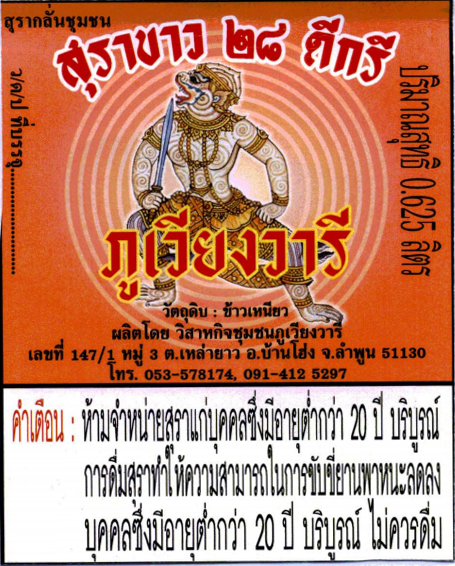 สุรากลั่นชุมชน
สุราขาว ๒๘ ดีกรี
ว/ด/ป ที่บรรจุ........................
ปริมาณสุทธิ 0.625 ลิตร
ภูเวียงวารี
วัตถุดิบ : ข้าวเหนียว
ผลิตโดย วิสาหกิจชุมชนภูเวียงวารี
เลขที่ 147/1 หมู่ 3 ต.เหล่ายาว อ.บ้านโฮ่ง จ.ลำพูน 51130
โทร. 053-578174, 091-412 5297
คำเตือน : ห้ามจำหน่ายสุราแก่บุคคลซึ่งมีอายุต่ำกว่า 20 ปี บริบูรณ์
การดื่มสุราทำให้ความสามารถในการขับขี่ยานพาหนะลดลง
บุคคลซึ่งมีอายุต่ำกว่า 20 ปี บริบูรณ์ ไม่ควรดื่ม